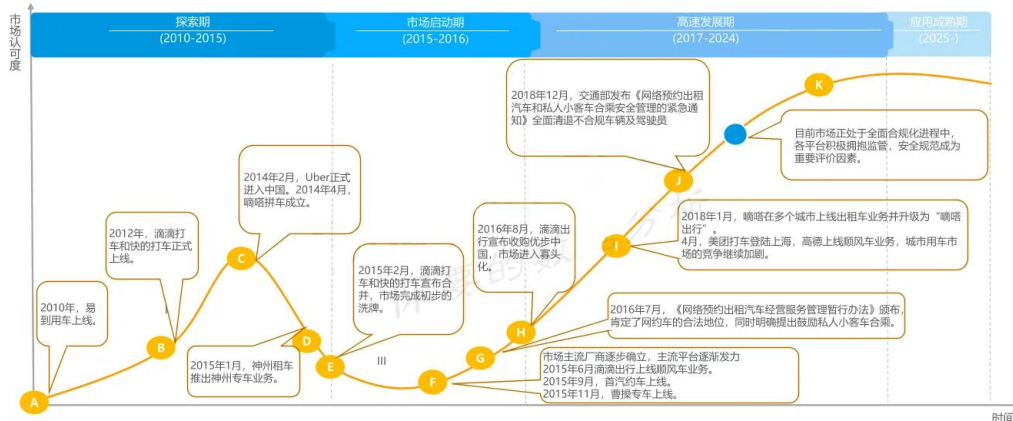 市场认可度
探索期
(2010-2015)
市场启动期
(2015-2016)
高速发展期
(2017-2024)
应用成熟期
(2025-)
K
2018年12月，交通部发布《网络预约出租
汽车和私人小客车合乘安全管理的紧急通
知》全面清退不合规车辆及驾驶员
目前市场正处于全面合规化进程中，
各平台积极拥抱监管，安全规范成为
重要评价因素。
J
2014年2月，Uber正式
进入中国。2014年4月，
嘀嗒拼车成立。
2012年，滴滴打
车和快的打车正式
上线。
C
2016年8月，滴滴出
行宣布收购优步中
国，市场进入寡头
化。
I
2018年1月，嘀嗒在多个城市上线出租车业务并升级为“嘀嗒
出行”。
4月，美团打车登陆上海，高德上线顺风车业务，城市用车市
场的竞争继续加剧。
2015年2月，滴滴打
车和快的打车宣布合
并，市场完成初步的
洗牌。
2010年，易
到用车上线。
I
B
D
E
III
H
G
2016年7月，《网络预约出租汽车经营服务管理暂行办法》颁布，
肯定了网约车的合法地位，同时明确提出鼓励私人小客车合乘。
2015年1月，神州租车
推出神州专车业务。
F
市场主流厂商逐步确立，主流平台逐渐发力
2015年6月滴滴出行上线顺风车业务。
2015年9月，首汽约车上线。
2015年11月，曹操专车上线。
A
时间